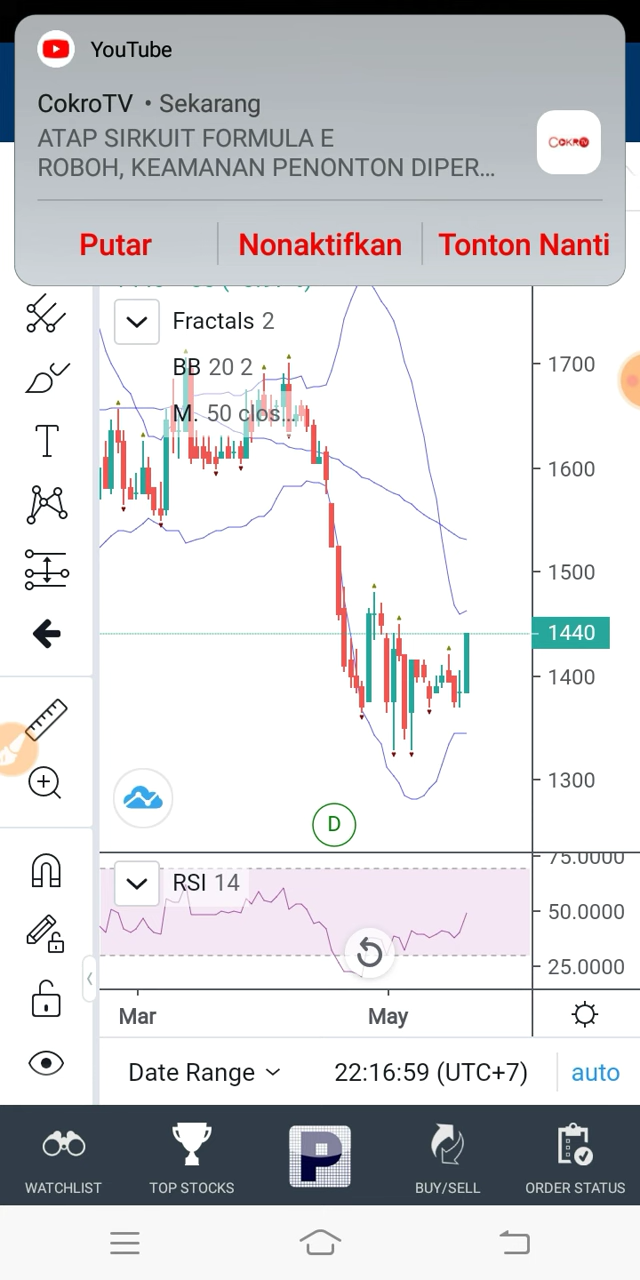 YouTube
CokroTV • Sekarang
ATAP SIRKUIT FORMULA E
ROBOH, KEAMANAN PENONTON DIPER...
COKROTV
Putar
Nonaktifkan
Tonton Nanti
Fractals 2
BB 20 2
M. 50 clos...
1700
1600
1500
1440
1400
1300
D
RSI 14
75.0000
50.0000
25.0000
Mar
May
Date Range
22:16:59 (UTC+7)
auto
P
WATCHLIST
TOP STOCKS
BUY/SELL
ORDER STATUS